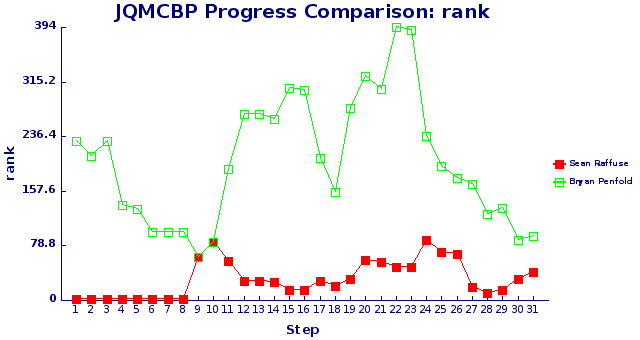 JQMCBP Progress Comparison: rank
394
315.2
236.4
157.6
78.8
0
rank
1 2 3 4 5 6 7 8 9 10 11 12 13 14 15 16 17 18 19 20 21 22 23 24 25 26 27 28 29 30 31
Step
Sean Raffuse
Bryan Penfold